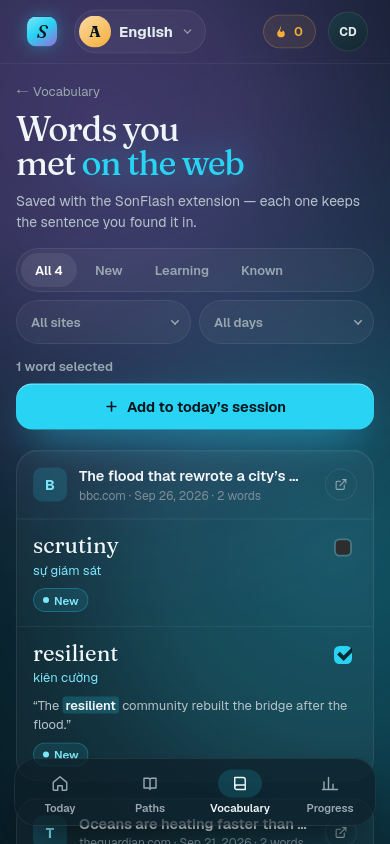 S
A English
0
CD
← Vocabulary
Words you
met on the web
Saved with the SonFlash extension — each one keeps
the sentence you found it in.
All 4 New Learning Known
All sites
All days
1 word selected
+ Add to today's session
B
The flood that rewrote a city's ...
bbc.com · Sep 26, 2026 · 2 words
scrutiny
sự giám sát
New
resilient
kiên cường
“The resilient community rebuilt the bridge after the
flood.”
New
T
Oceans are heating faster than ...
theguardian.com · Sep 21, 2026 · 2 words
Today Paths Vocabulary Progress